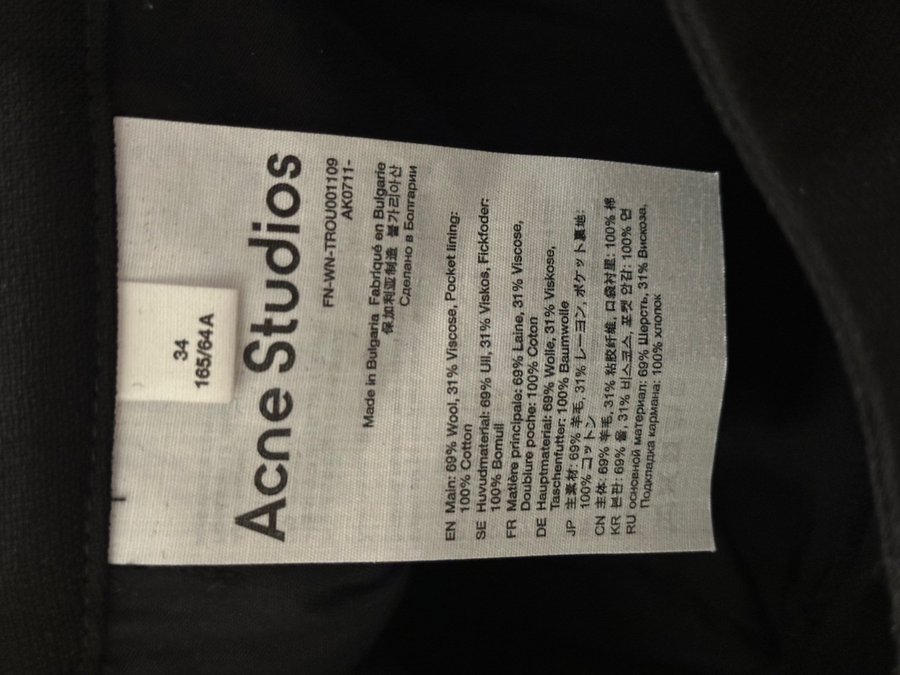 34
165/64A
Acne Studios
FN-WN-TROU001109
AK0711-
Made in Bulgaria Fabriqué en Bulgarie
保加利亚制造 불가리아산
Сделано в Болгарии
EN Main: 69% Wool, 31% Viscose, Pocket lining:
100% Cotton
SE Huvudmaterial: 69% Ull, 31% Viskos, Fickfoder:
100% Bomull
FR Matière principale: 69% Laine, 31% Viscose,
Doublure poche: 100% Coton
DE Hauptmaterial: 69% Wolle, 31% Viskose,
Taschenfutter: 100% Baumwolle
JP 主素材: 69% 羊毛, 31% レーヨン, ポケット裏地:
100% コットン
CN 主体: 69% 羊毛, 31% 粘胶纤维, 口袋衬里: 100% 棉
KR 본판: 69% 울, 31% 비스코스, 포켓 안감: 100% 면
RU основной материал: 69% Шерсть, 31% Вискоза,
Подкладка кармана: 100% хлопок